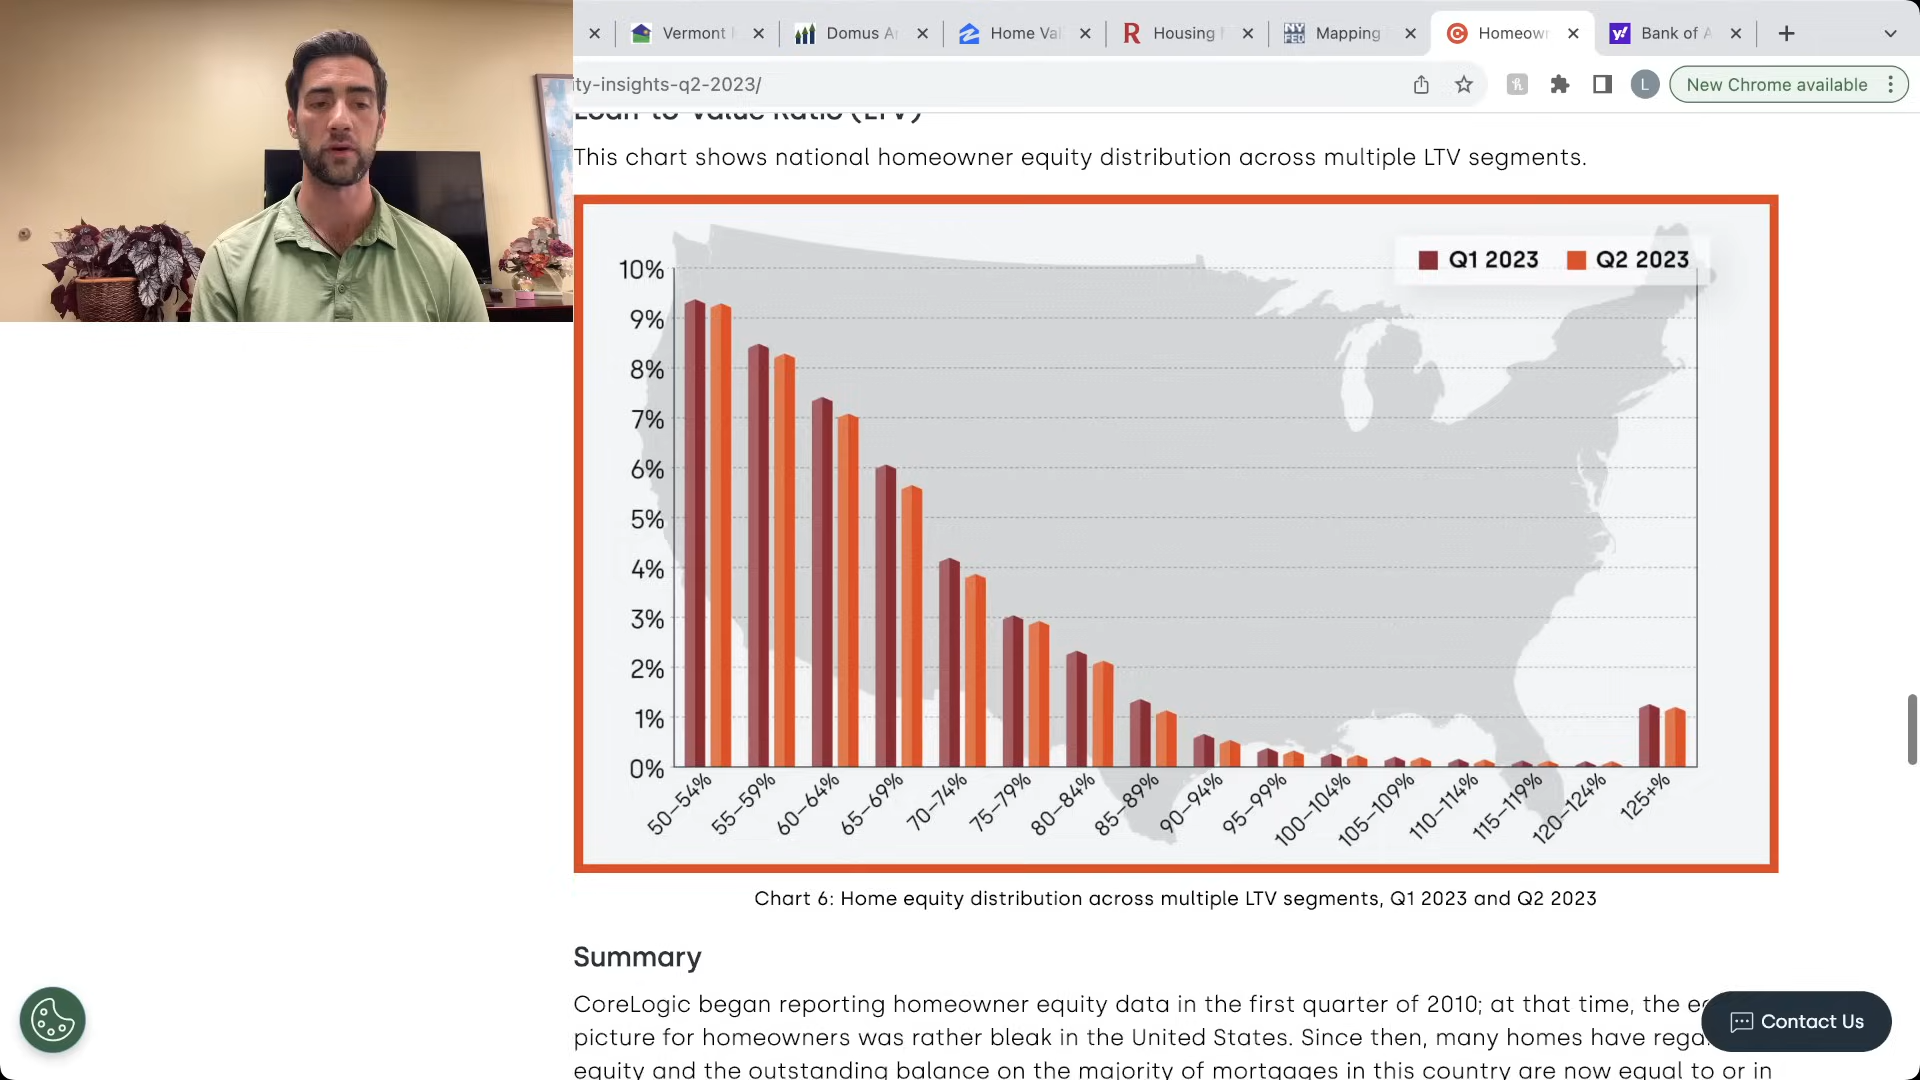 Vermont
Domus A
Home Val
Housing
Mapping
Homeown
Bank of A
ty-insights-q2-2023/
L
New Chrome available
Loan-to-Value Ratio (LTV)
This chart shows national homeowner equity distribution across multiple LTV segments.
Q1 2023
Q2 2023
10%
9%
8%
7%
6%
5%
4%
3%
2%
1%
0%
50–54%
55–59%
60–64%
65–69%
70–74%
75–79%
80–84%
85–89%
90–94%
95–99%
100–104%
105–109%
110–114%
115–119%
120–124%
125+%
Chart 6: Home equity distribution across multiple LTV segments, Q1 2023 and Q2 2023
Summary
CoreLogic began reporting homeowner equity data in the first quarter of 2010; at that time, the e
picture for homeowners was rather bleak in the United States. Since then, many homes have rega
equity and the outstanding balance on the majority of mortgages in this country are now equal to or in
Contact Us